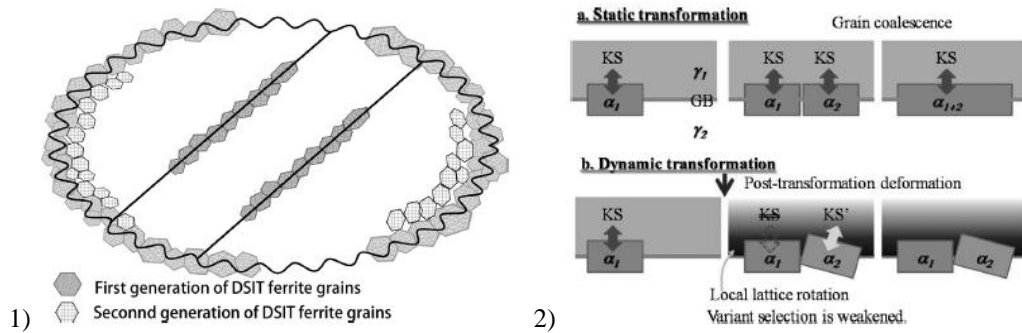 First generation of DSIT ferrite grains
Seconnd generation of DSIT ferrite grains
1)
a. Static transformation
Grain coalescence
KS KS KS KS
γ1
α1 GB α1 α2 α1+2
γ2
b. Dynamic transformation
Post-transformation deformation
KS KS KS'
α1 α1 α2 α1 α2
Local lattice rotation
Variant selection is weakened.
2)